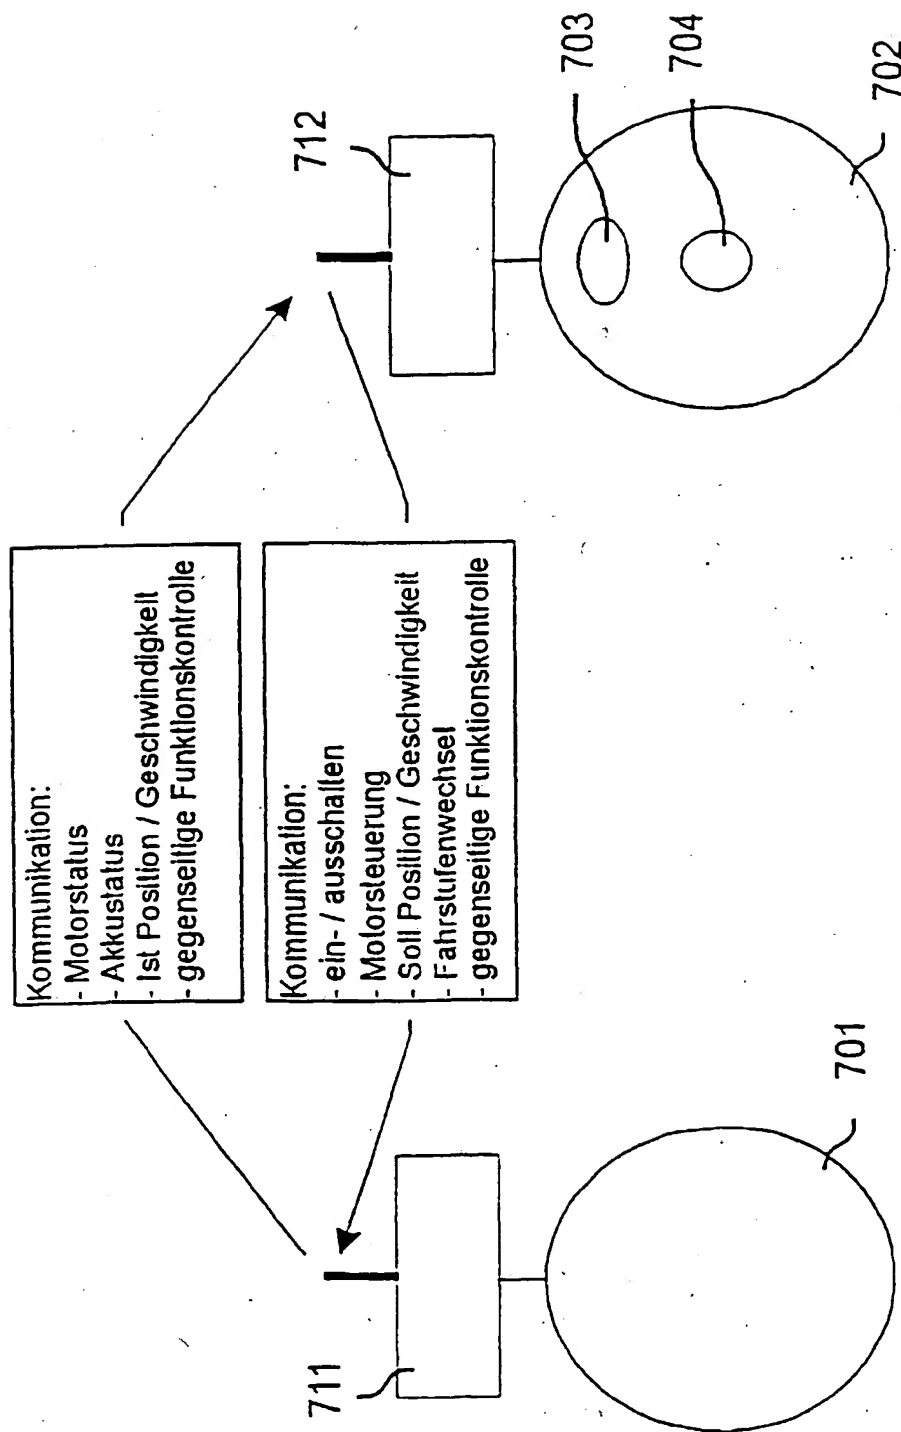 Kommunikation:
- Motorstatus
- Akkustatus
- Ist Position / Geschwindigkeit
- gegenseitige Funktionskontrolle
Kommunikation:
- ein- / ausschalten
- Motorsteuerung
- Soll Position / Geschwindigkeit
- Fahrstufenwechsel
- gegenseitige Funktionskontrolle
711
701
712
703
704
702